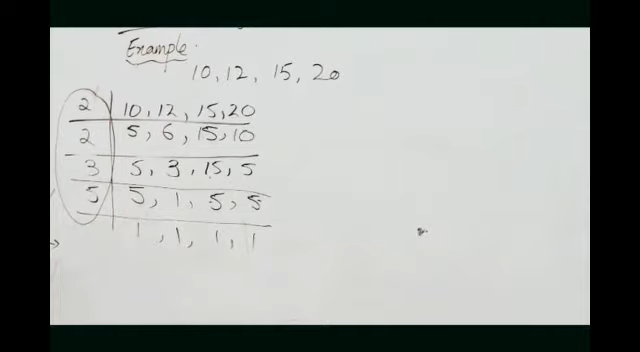 Example.
10, 12, 15, 20
2 | 10, 12, 15, 20
2 | 5, 6, 15, 10
3 | 5, 3, 15, 5
5 | 5, 1, 5, 5
1, 1, 1, 1